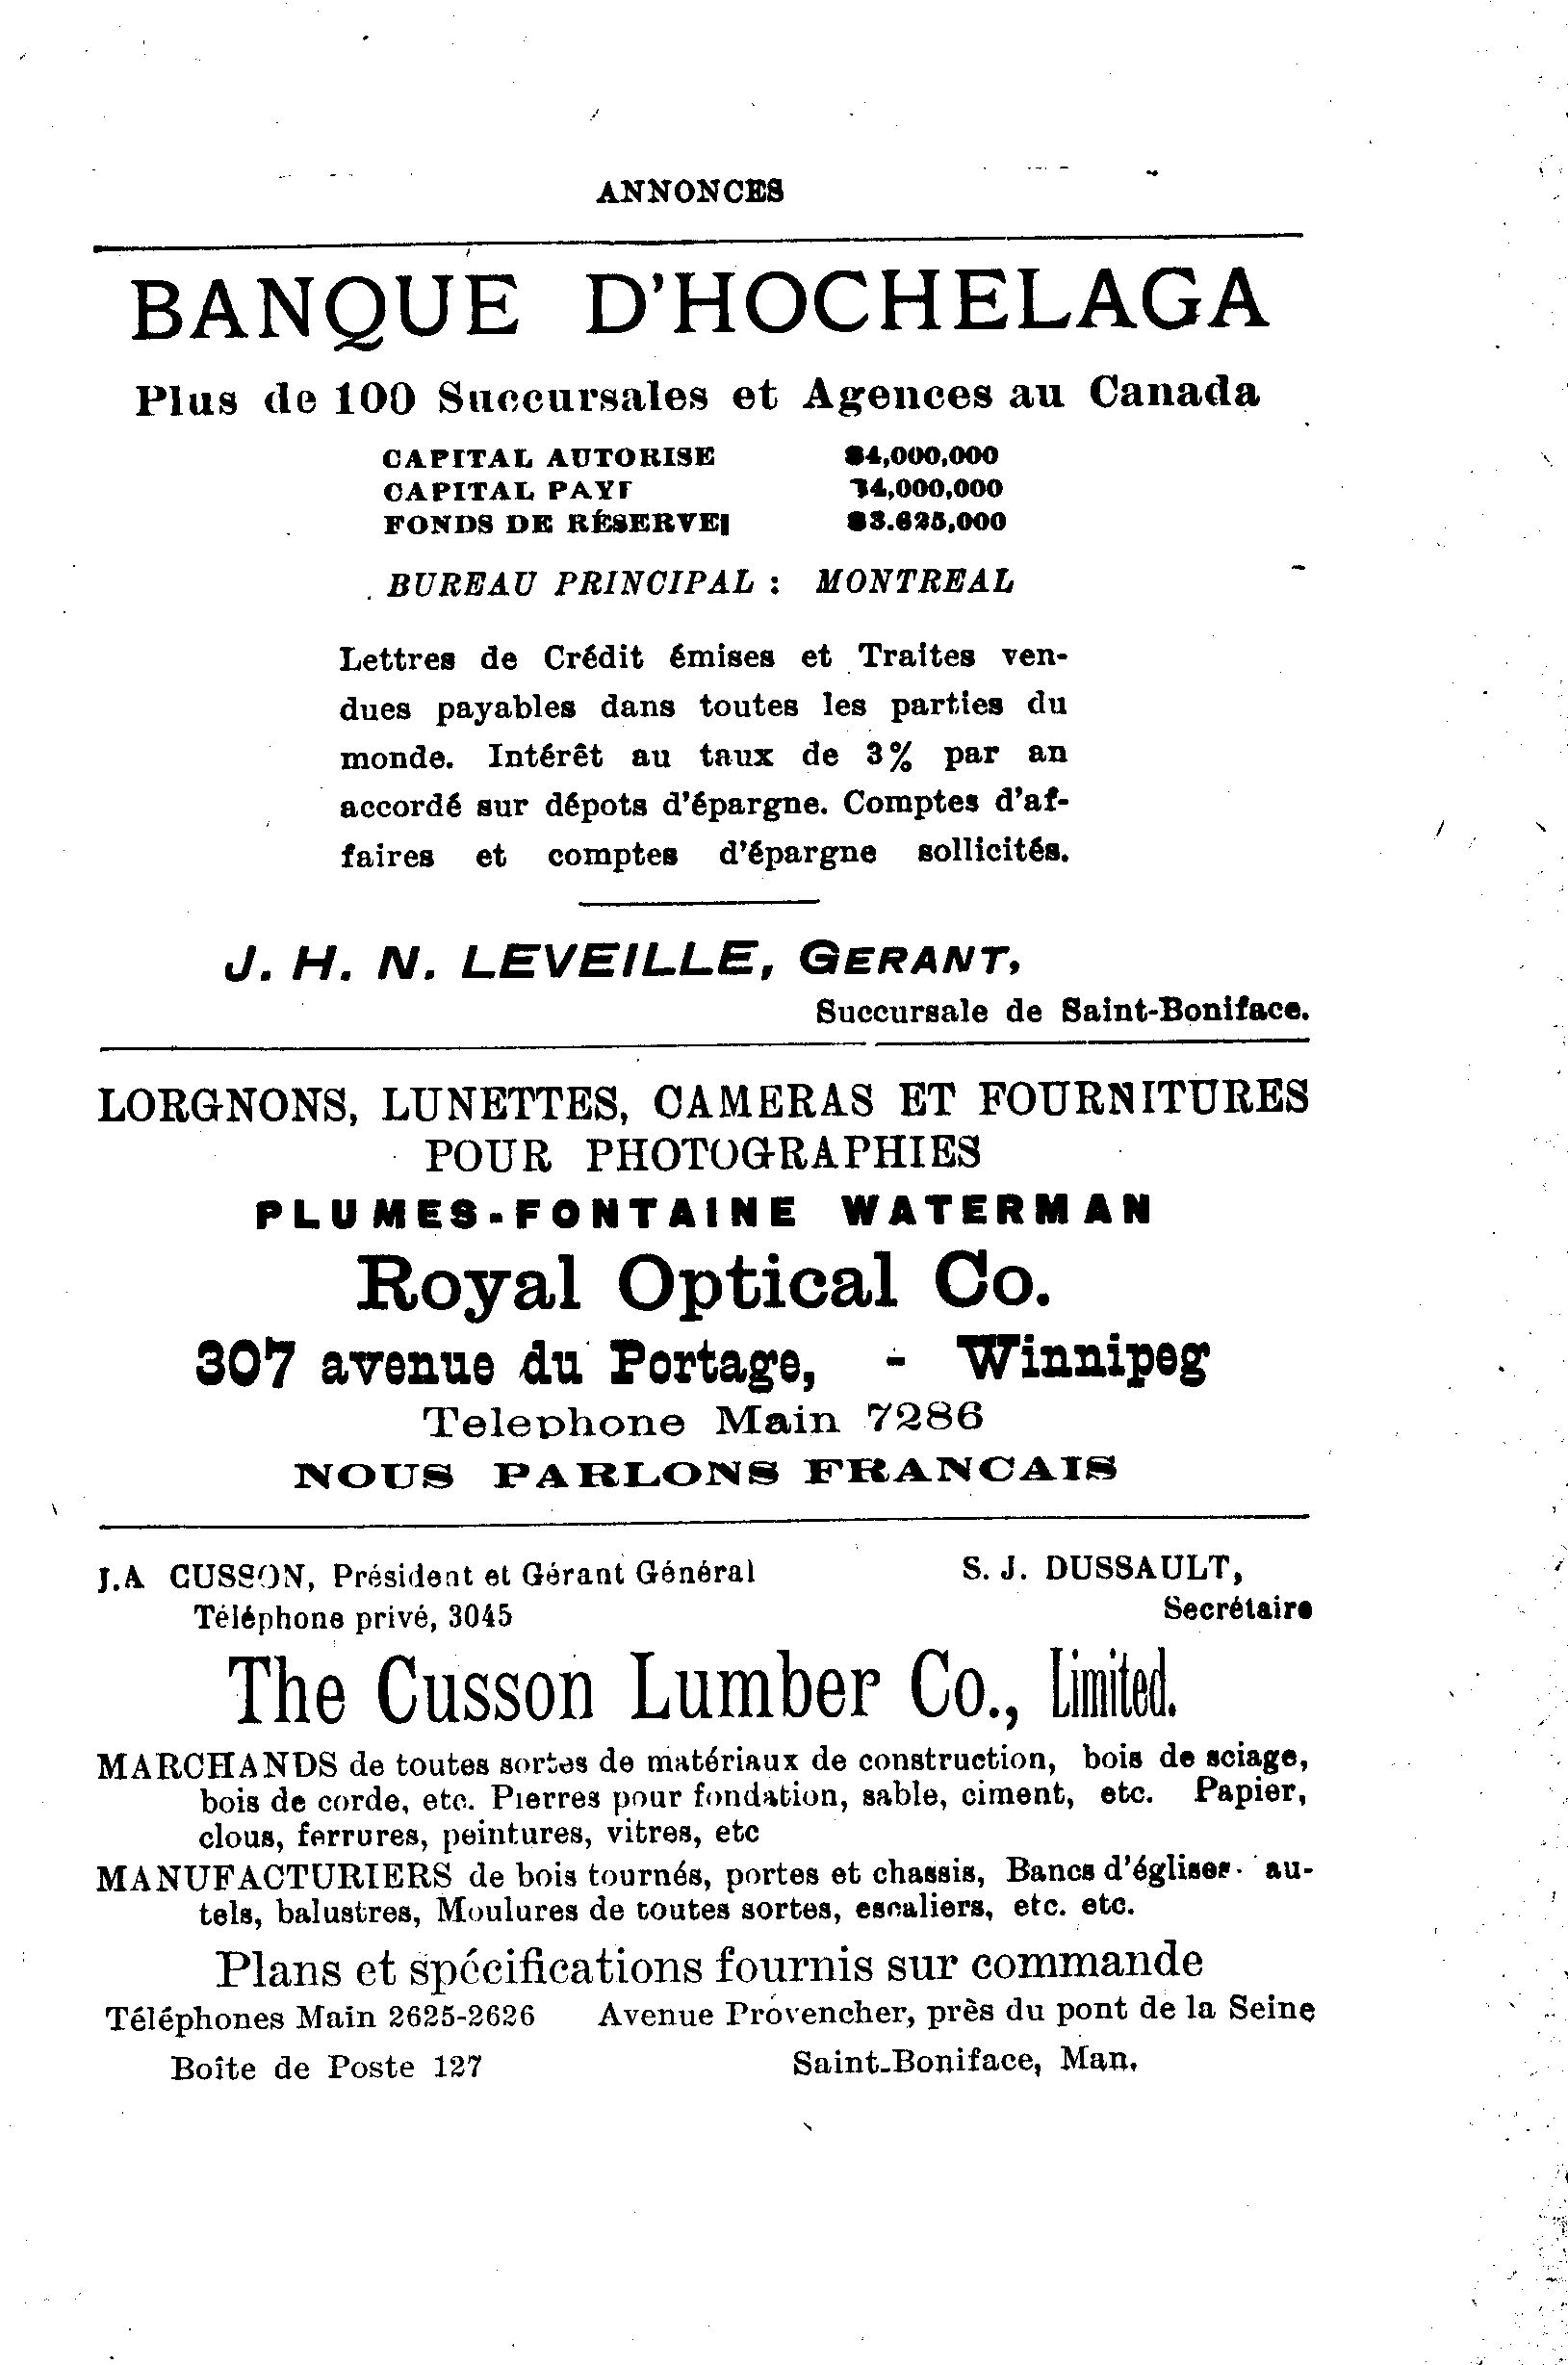 ANNONCES
BANQUE D'HOCHELAGA
Plus de 100 Succursales et Agences au Canada
CAPITAL AUTORISE $4,000,000
CAPITAL PAYE $4,000,000
FONDS DE RÉSERVE $3.625,000
BUREAU PRINCIPAL : MONTREAL
Lettres de Crédit émises et Traites ven-
dues payables dans toutes les parties du
monde. Intérêt au taux de 3% par an
accordé sur dépots d'épargne. Comptes d'af-
faires et comptes d'épargne sollicités.
J. H. N. LEVEILLE, GERANT,
Succursale de Saint-Boniface.
LORGNONS, LUNETTES, CAMERAS ET FOURNITURES
POUR PHOTOGRAPHIES
PLUMES-FONTAINE WATERMAN
Royal Optical Co.
307 avenue du Portage, - Winnipeg
Telephone Main 7286
NOUS PARLONS FRANCAIS
J.A CUSSON, Président et Gérant Général S. J. DUSSAULT,
Téléphone privé, 3045 Secrétaire
The Cusson Lumber Co., Limited.
MARCHANDS de toutes sortes de matériaux de construction, bois de sciage,
bois de corde, etc. Pierres pour fondation, sable, ciment, etc. Papier,
clous, ferrures, peintures, vitres, etc
MANUFACTURIERS de bois tournés, portes et chassis, Bancs d'églises. au-
tels, balustres, Moulures de toutes sortes, escaliers, etc. etc.
Plans et spécifications fournis sur commande
Téléphones Main 2625-2626 Avenue Provencher, près du pont de la Seine
Boîte de Poste 127 Saint-Boniface, Man.